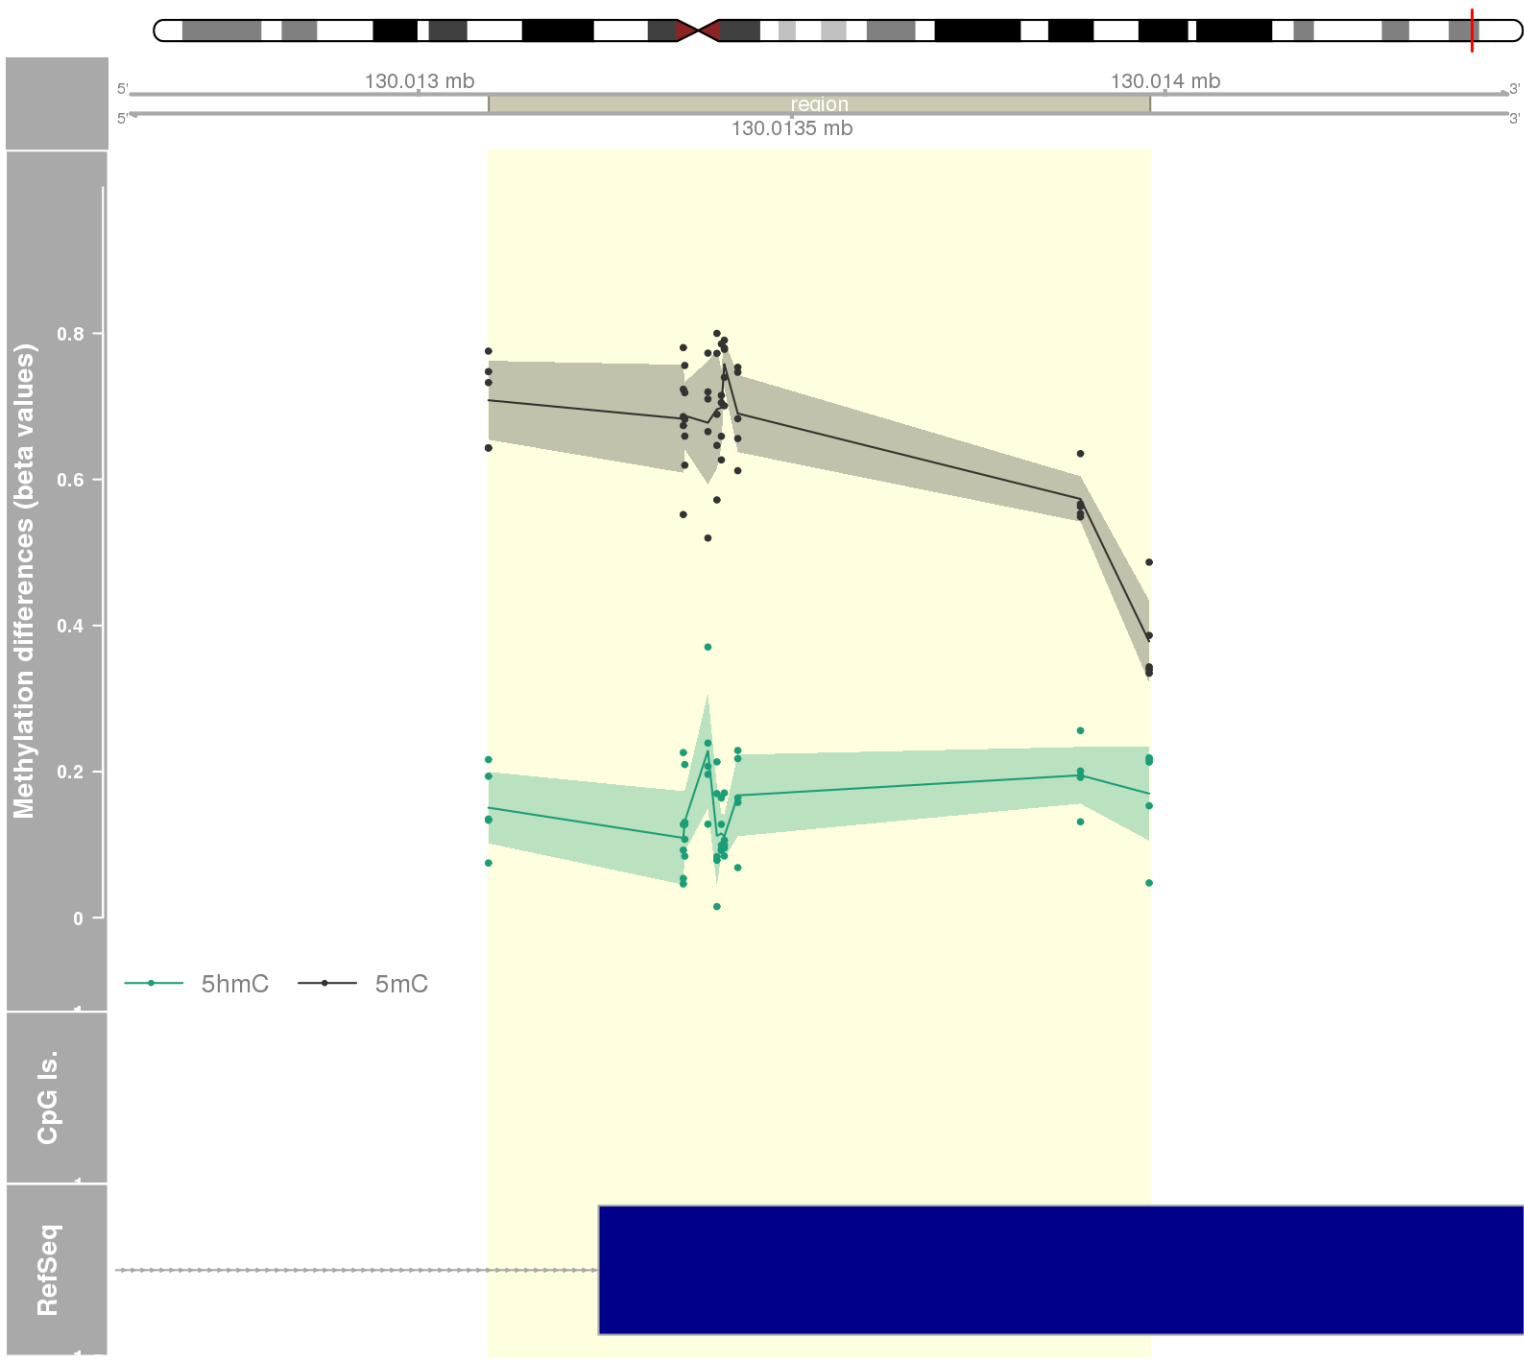 130.013 mb
130.014 mb
5'
3'
region
5'
3'
130.0135 mb
Methylation differences (beta values)
0.8
0.6
0.4
0.2
0
5hmC
5mC
CpG Is.
RefSeq